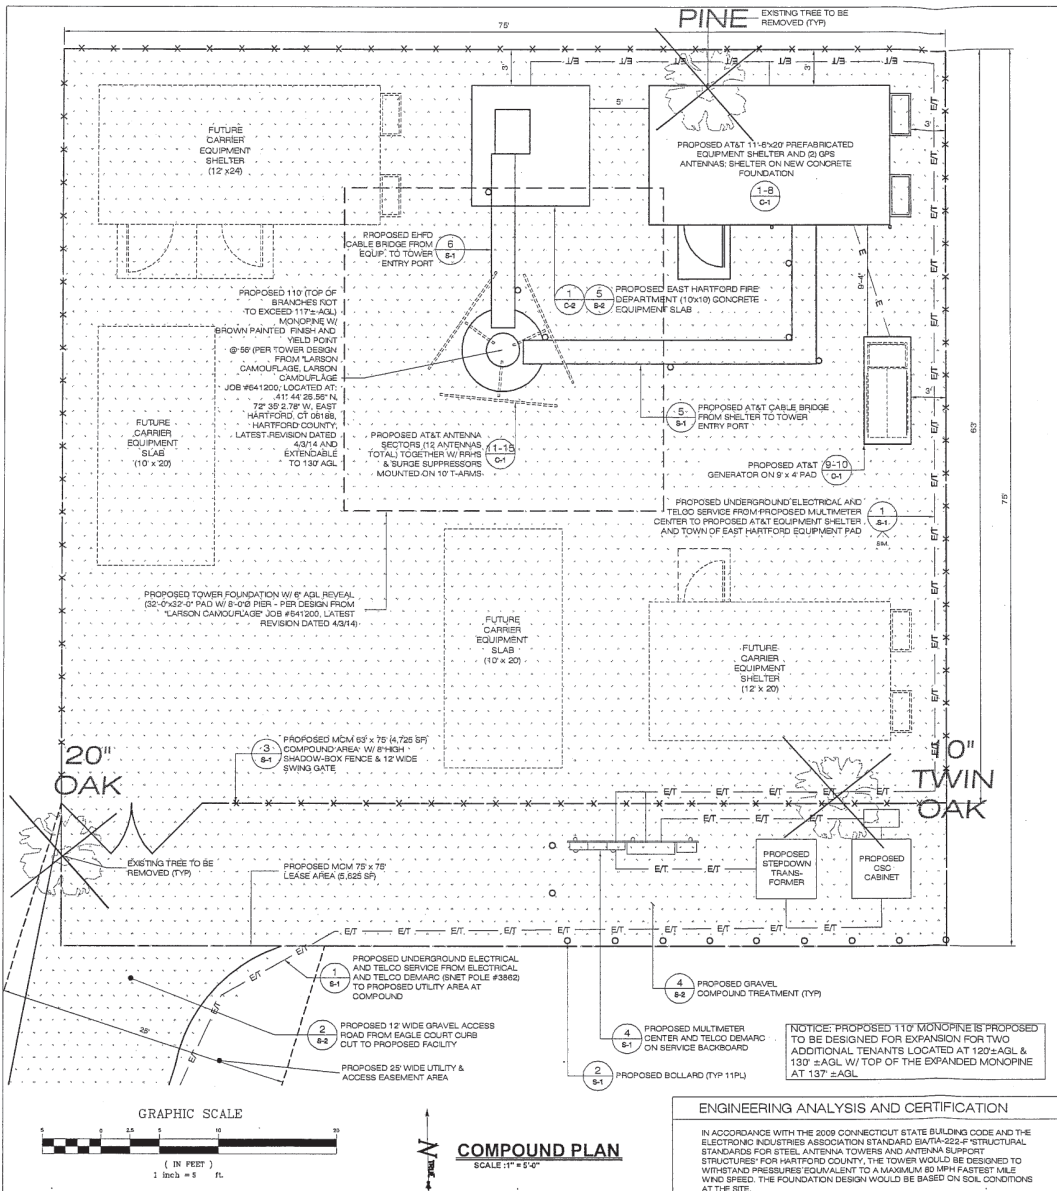 PINE
EXISTING TREE TO BE
REMOVED (TYP)
75'
3'
E/T E/T E/T E/T E/T
3'
5'
FUTURE
CARRIER
EQUIPMENT
SHELTER
(12' x24)
PROPOSED AT&T 11'-6"x20' PREFABRICATED
EQUIPMENT SHELTER AND (2) GPS
ANTENNAS; SHELTER ON NEW CONCRETE
FOUNDATION
1-8
C-1
3'
PROPOSED EHFD
CABLE BRIDGE FROM
EQUIP. TO TOWER
ENTRY PORT
6
S-1
E
9'-4"
E
PROPOSED 110' (TOP OF
BRANCHES NOT
TO EXCEED 117'± AGL)
MONOPINE W/
BROWN PAINTED FINISH AND
YIELD POINT
@ 55' (PER TOWER DESIGN
FROM "LARSON
CAMOUFLAGE, LARSON
CAMOUFLAGE
JOB #641200, LOCATED AT:
41° 44' 26.56" N,
72° 35' 2.78" W, EAST
HARTFORD, CT 06188,
HARTFORD COUNTY,
LATEST REVISION DATED
4/3/14 AND
EXTENDABLE
TO 130' AGL
1
C-2
5
S-2
PROPOSED EAST HARTFORD FIRE
DEPARTMENT (10'x10') CONCRETE
EQUIPMENT SLAB
3'
FUTURE
CARRIER
EQUIPMENT
SLAB
(10' x 20')
PROPOSED AT&T ANTENNA
SECTORS (12 ANTENNAS
TOTAL) TOGETHER W/ RRHS
& SURGE SUPPRESSORS
MOUNTED ON 10' T-ARMS
11-15
C-1
5
S-1
PROPOSED AT&T CABLE BRIDGE
FROM SHELTER TO TOWER
ENTRY PORT
PROPOSED AT&T
GENERATOR ON 9' x 4' PAD
9-10
C-1
63'
75'
PROPOSED UNDERGROUND ELECTRICAL AND
TELCO SERVICE FROM PROPOSED MULTIMETER
CENTER TO PROPOSED AT&T EQUIPMENT SHELTER
AND TOWN OF EAST HARTFORD EQUIPMENT PAD
1
S-1
SIM.
PROPOSED TOWER FOUNDATION W/ 6" AGL REVEAL
(32'-0"x32'-0" PAD W/ 8'-0"Ø PIER - PER DESIGN FROM
"LARSON CAMOUFLAGE" JOB #641200, LATEST
REVISION DATED 4/3/14)
FUTURE
CARRIER
EQUIPMENT
SLAB
(10' x 20')
FUTURE
CARRIER
EQUIPMENT
SHELTER
(12' x 20')
E/T E/T E/T E/T E/T E/T E/T E/T E/T
3
S-1
PROPOSED MCM 63' x 75' (4,725 SF)
COMPOUND AREA W/ 8' HIGH
SHADOW-BOX FENCE & 12' WIDE
SWING GATE
20"
OAK
10"
TWIN
OAK
E/T E/T E/T E/T E/T
E/T E/T E/T
EXISTING TREE TO BE
REMOVED (TYP)
PROPOSED MCM 75' x 75'
LEASE AREA (5,625 SF)
E/T E/T
PROPOSED
STEPDOWN
TRANS-
FORMER
PROPOSED
CSC
CABINET
E/T E/T E/T E/T E/T E/T E/T E/T E/T E/T E/T
E/T
E/T
E/T
E/T
E/T
1
S-1
PROPOSED UNDERGROUND ELECTRICAL
AND TELCO SERVICE FROM ELECTRICAL
AND TELCO DEMARC (SNET POLE #3862)
TO PROPOSED UTILITY AREA AT
COMPOUND
4
S-2
PROPOSED GRAVEL
COMPOUND TREATMENT (TYP)
25'
2
S-2
PROPOSED 12' WIDE GRAVEL ACCESS
ROAD FROM EAGLE COURT CURB
CUT TO PROPOSED FACILITY
4
S-1
PROPOSED MULTIMETER
CENTER AND TELCO DEMARC
ON SERVICE BACKBOARD
NOTICE: PROPOSED 110' MONOPINE IS PROPOSED
TO BE DESIGNED FOR EXPANSION FOR TWO
ADDITIONAL TENANTS LOCATED AT 120'±AGL &
130' ±AGL W/ TOP OF THE EXPANDED MONOPINE
AT 137' ±AGL
PROPOSED 25' WIDE UTILITY &
ACCESS EASEMENT AREA
2
S-1
PROPOSED BOLLARD (TYP 11PL)
GRAPHIC SCALE
5 0 2.5 5 10 20
( IN FEET )
1 inch = 5 ft.
N
TRUE
COMPOUND PLAN
SCALE :1" = 5'-0"
ENGINEERING ANALYSIS AND CERTIFICATION
IN ACCORDANCE WITH THE 2009 CONNECTICUT STATE BUILDING CODE AND THE
ELECTRONIC INDUSTRIES ASSOCIATION STANDARD EIA/TIA-222-F "STRUCTURAL
STANDARDS FOR STEEL ANTENNA TOWERS AND ANTENNA SUPPORT
STRUCTURES" FOR HARTFORD COUNTY, THE TOWER WOULD BE DESIGNED TO
WITHSTAND PRESSURES EQUIVALENT TO A MAXIMUM 80 MPH FASTEST MILE
WIND SPEED. THE FOUNDATION DESIGN WOULD BE BASED ON SOIL CONDITIONS
AT THE SITE.